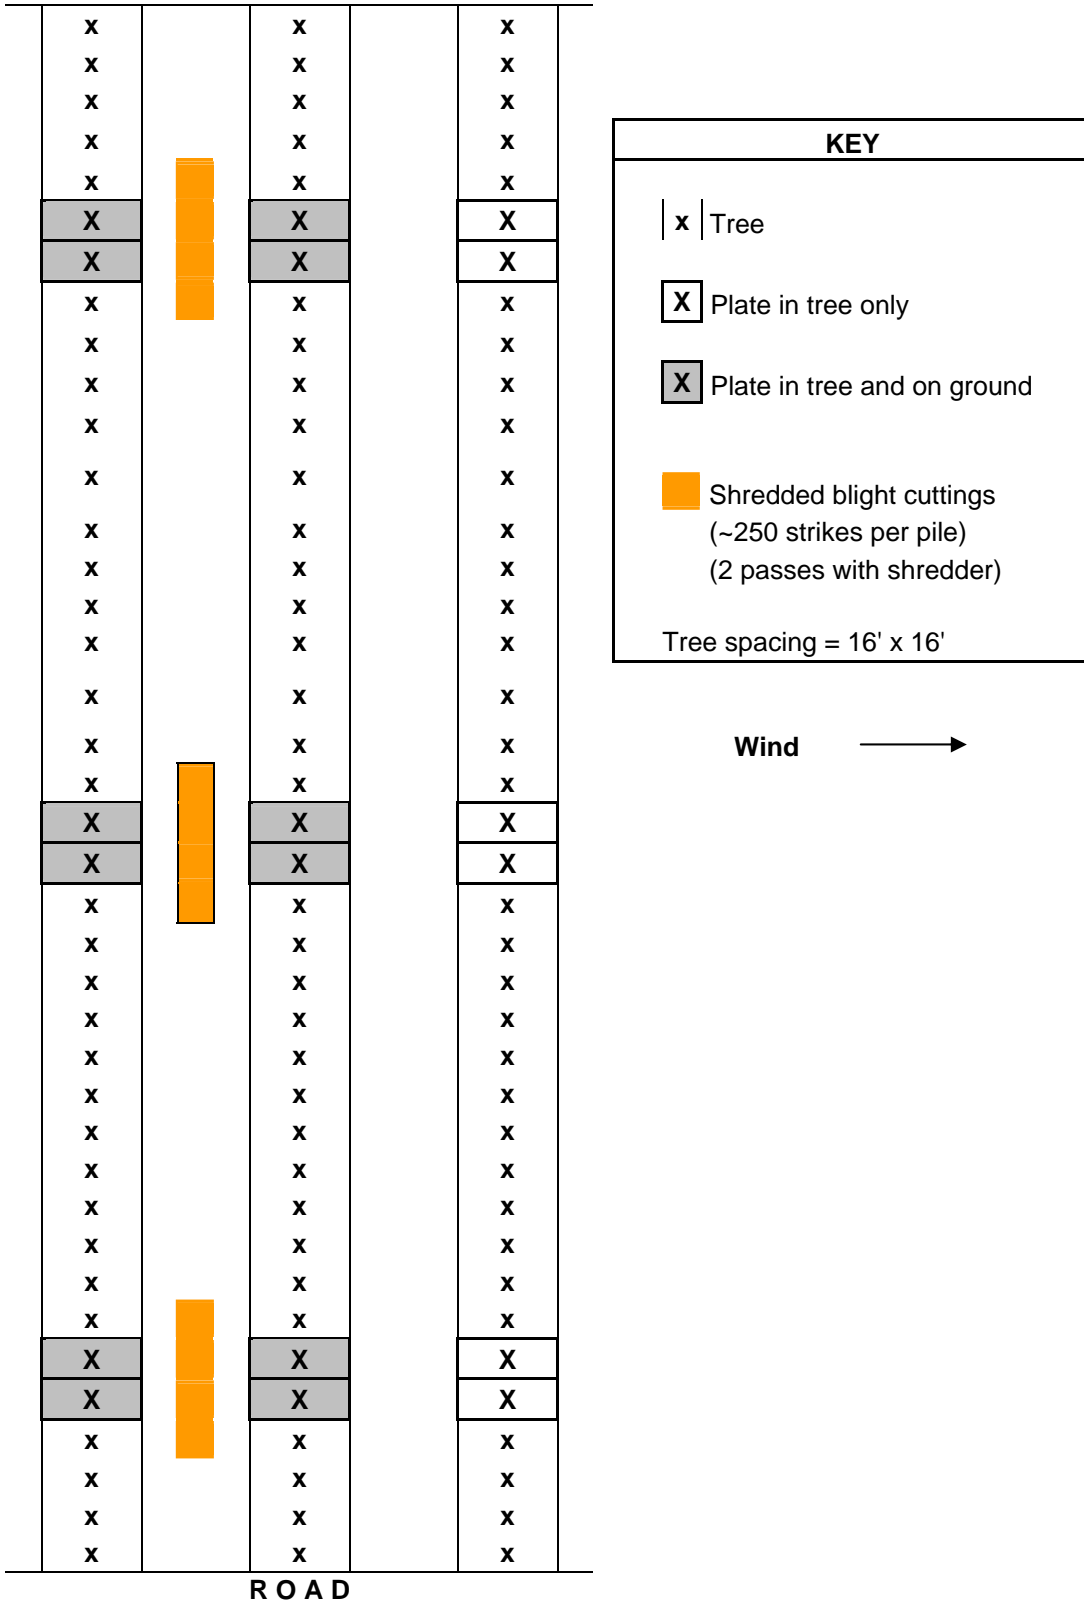 x x x
x x x
x x x
x x x
x x x
X X X
X X X
x x x
x x x
x x x
x x x
x x x
x x x
x x x
x x x
x x x
x x x
x x x
x x x
X X X
X X X
x x x
x x x
x x x
x x x
x x x
x x x
x x x
x x x
x x x
x x x
x x x
x x x
X X X
X X X
x x x
x x x
x x x
x x x
ROAD
KEY
x Tree
X Plate in tree only
X Plate in tree and on ground
Shredded blight cuttings
(~250 strikes per pile)
(2 passes with shredder)
Tree spacing = 16' x 16'
Wind